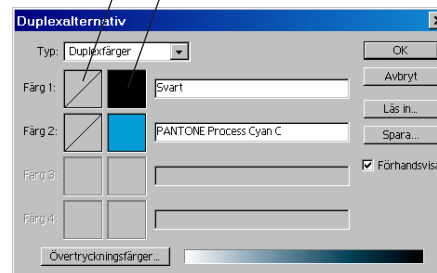 Duplexalternativ
Typ: Duplexfärger
OK
Färg 1: Svart
Avbryt
Läs in...
Färg 2: PANTONE Process Cyan C
Spara...
Förhandsvisa
Färg 3:
Färg 4:
Övertryckningsfärger...